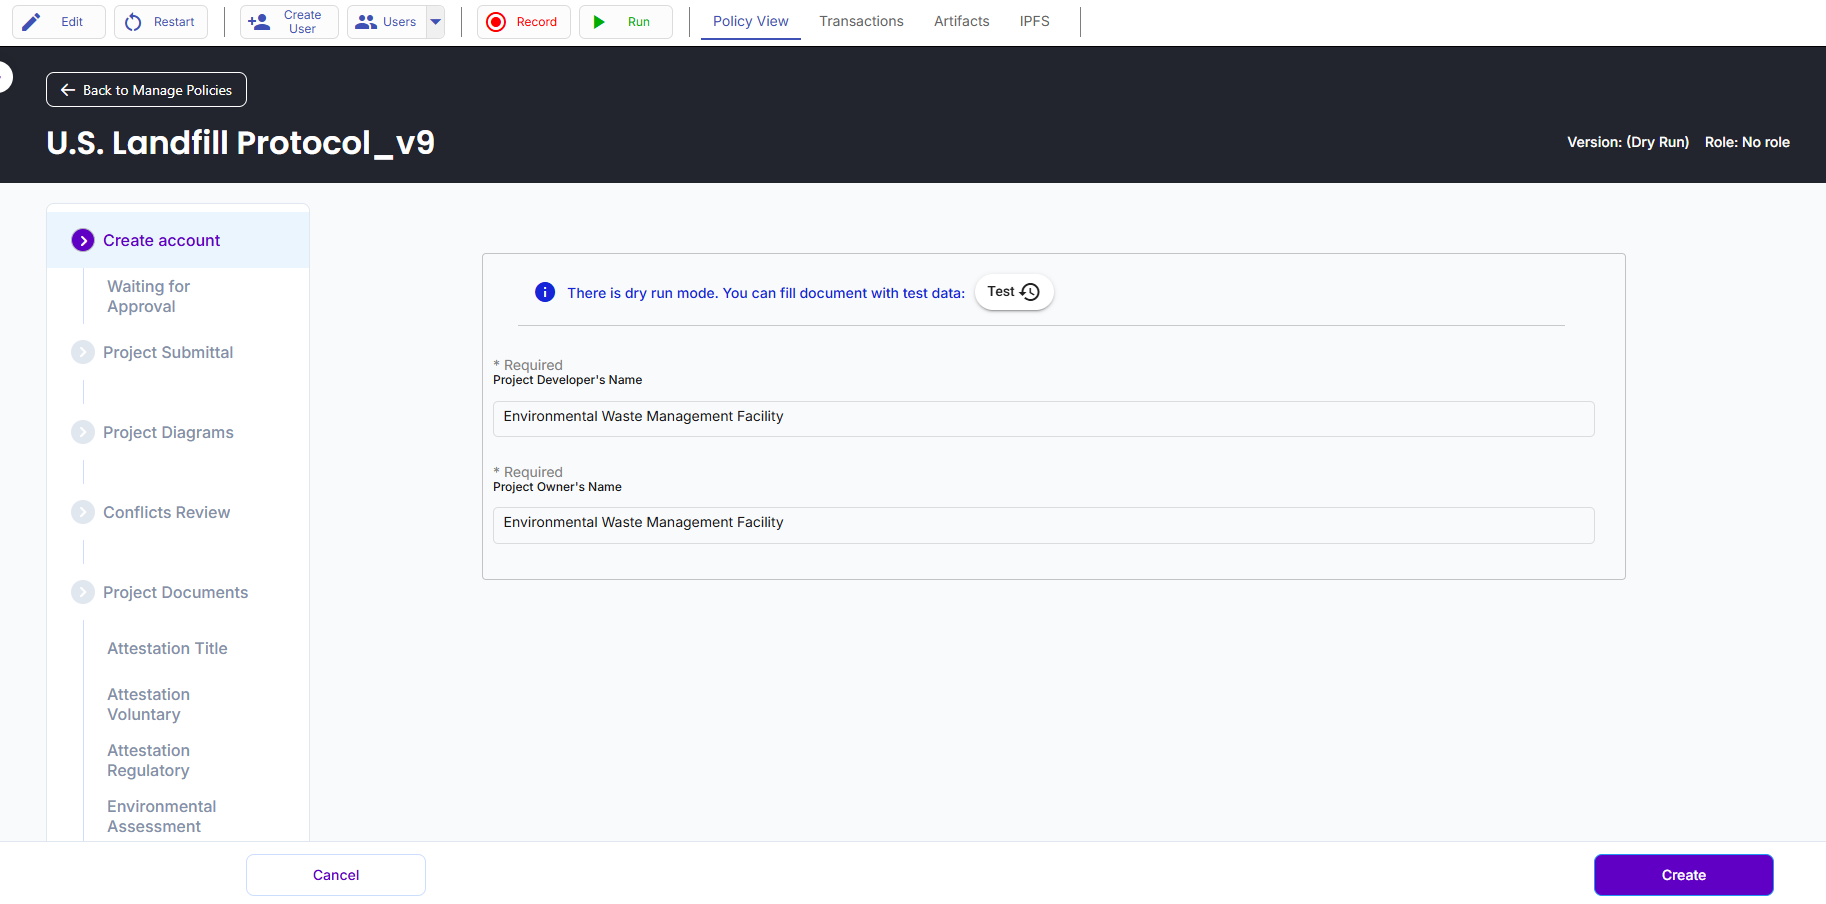 Edit
Restart
Create
User
Users
Record
Run
Policy View
Transactions
Artifacts
IPFS
Back to Manage Policies
U.S. Landfill Protocol_v9
Version: (Dry Run) Role: No role
Create account
Waiting for
Approval
Project Submittal
Project Diagrams
Conflicts Review
Project Documents
Attestation Title
Attestation
Voluntary
Attestation
Regulatory
Environmental
Assessment
There is dry run mode. You can fill document with test data:
Test
* Required
Project Developer's Name
Environmental Waste Management Facility
* Required
Project Owner's Name
Environmental Waste Management Facility
Cancel
Create